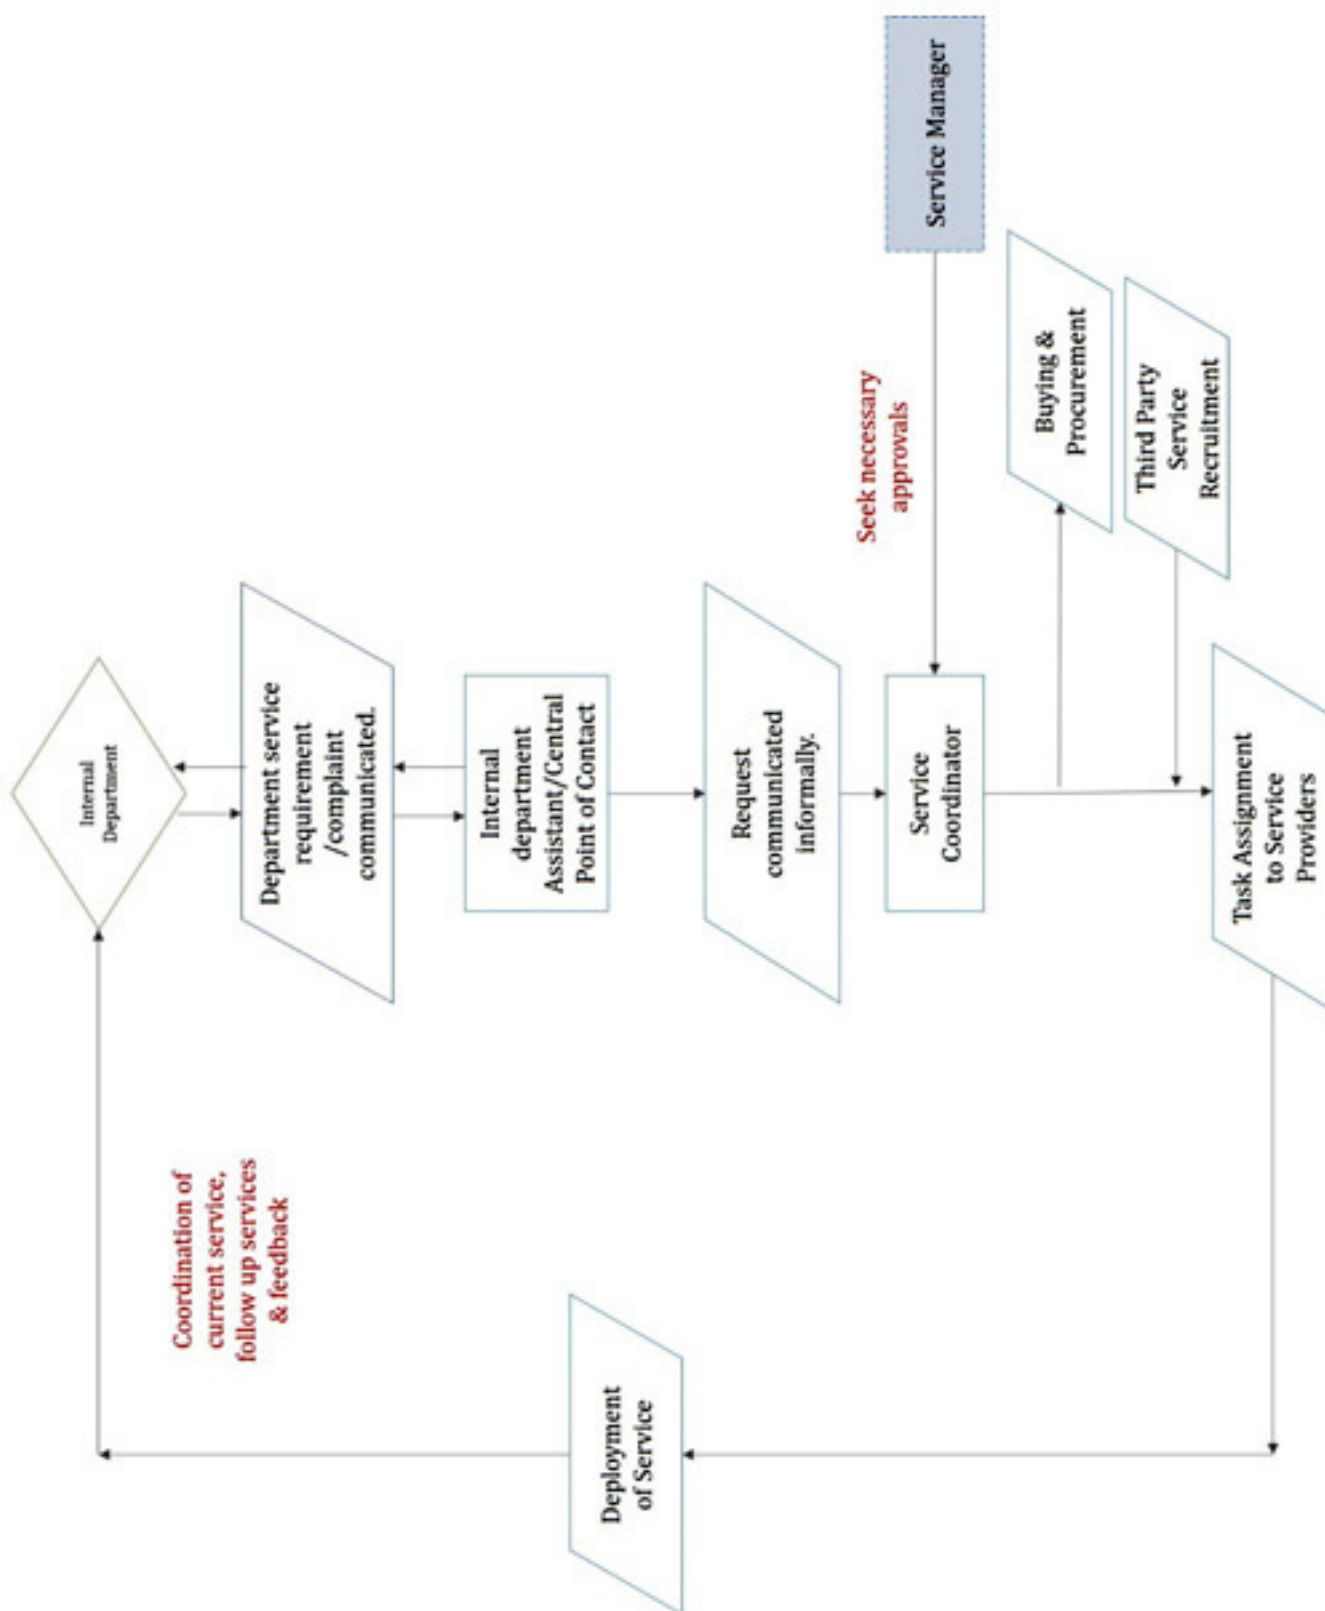 Internal
Department
Department service
requirement
/complaint
communicated.
Internal
department
Assistant/Central
Point of Contact
Request
communicated
informally.
Service
Coordinator
Task Assignment
to Service
Providers
Service Manager
Seek necessary
approvals
Buying &
Procurement
Third Party
Service
Recruitment
Coordination of
current service,
follow up services
& feedback
Deployment
of Service